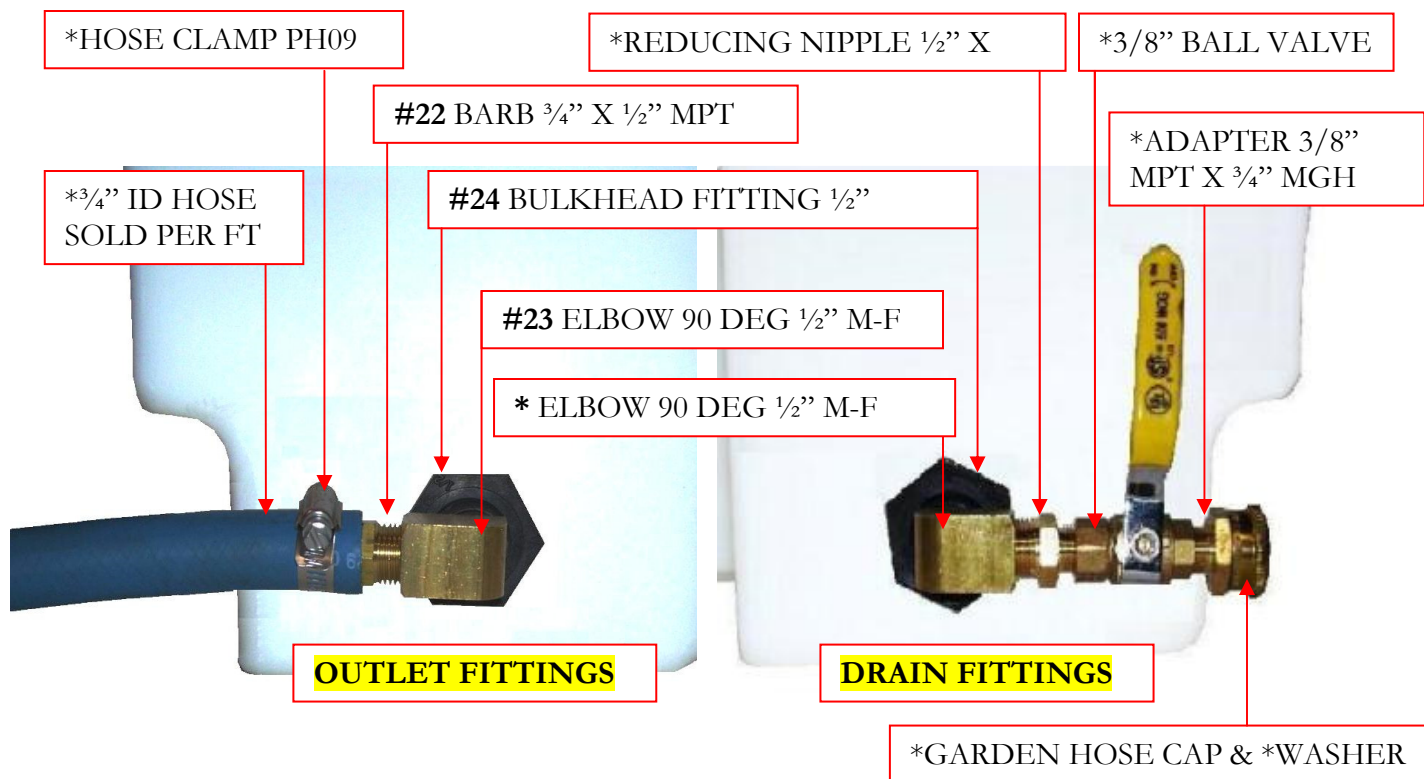 *HOSE CLAMP PH09
*REDUCING NIPPLE ½” X
*3/8” BALL VALVE
#22 BARB ¾” X ½” MPT
*ADAPTER 3/8”
MPT X ¾” MGH
*¾” ID HOSE
SOLD PER FT
#24 BULKHEAD FITTING ½”
#23 ELBOW 90 DEG ½” M-F
* ELBOW 90 DEG ½” M-F
OUTLET FITTINGS
DRAIN FITTINGS
*GARDEN HOSE CAP & *WASHER